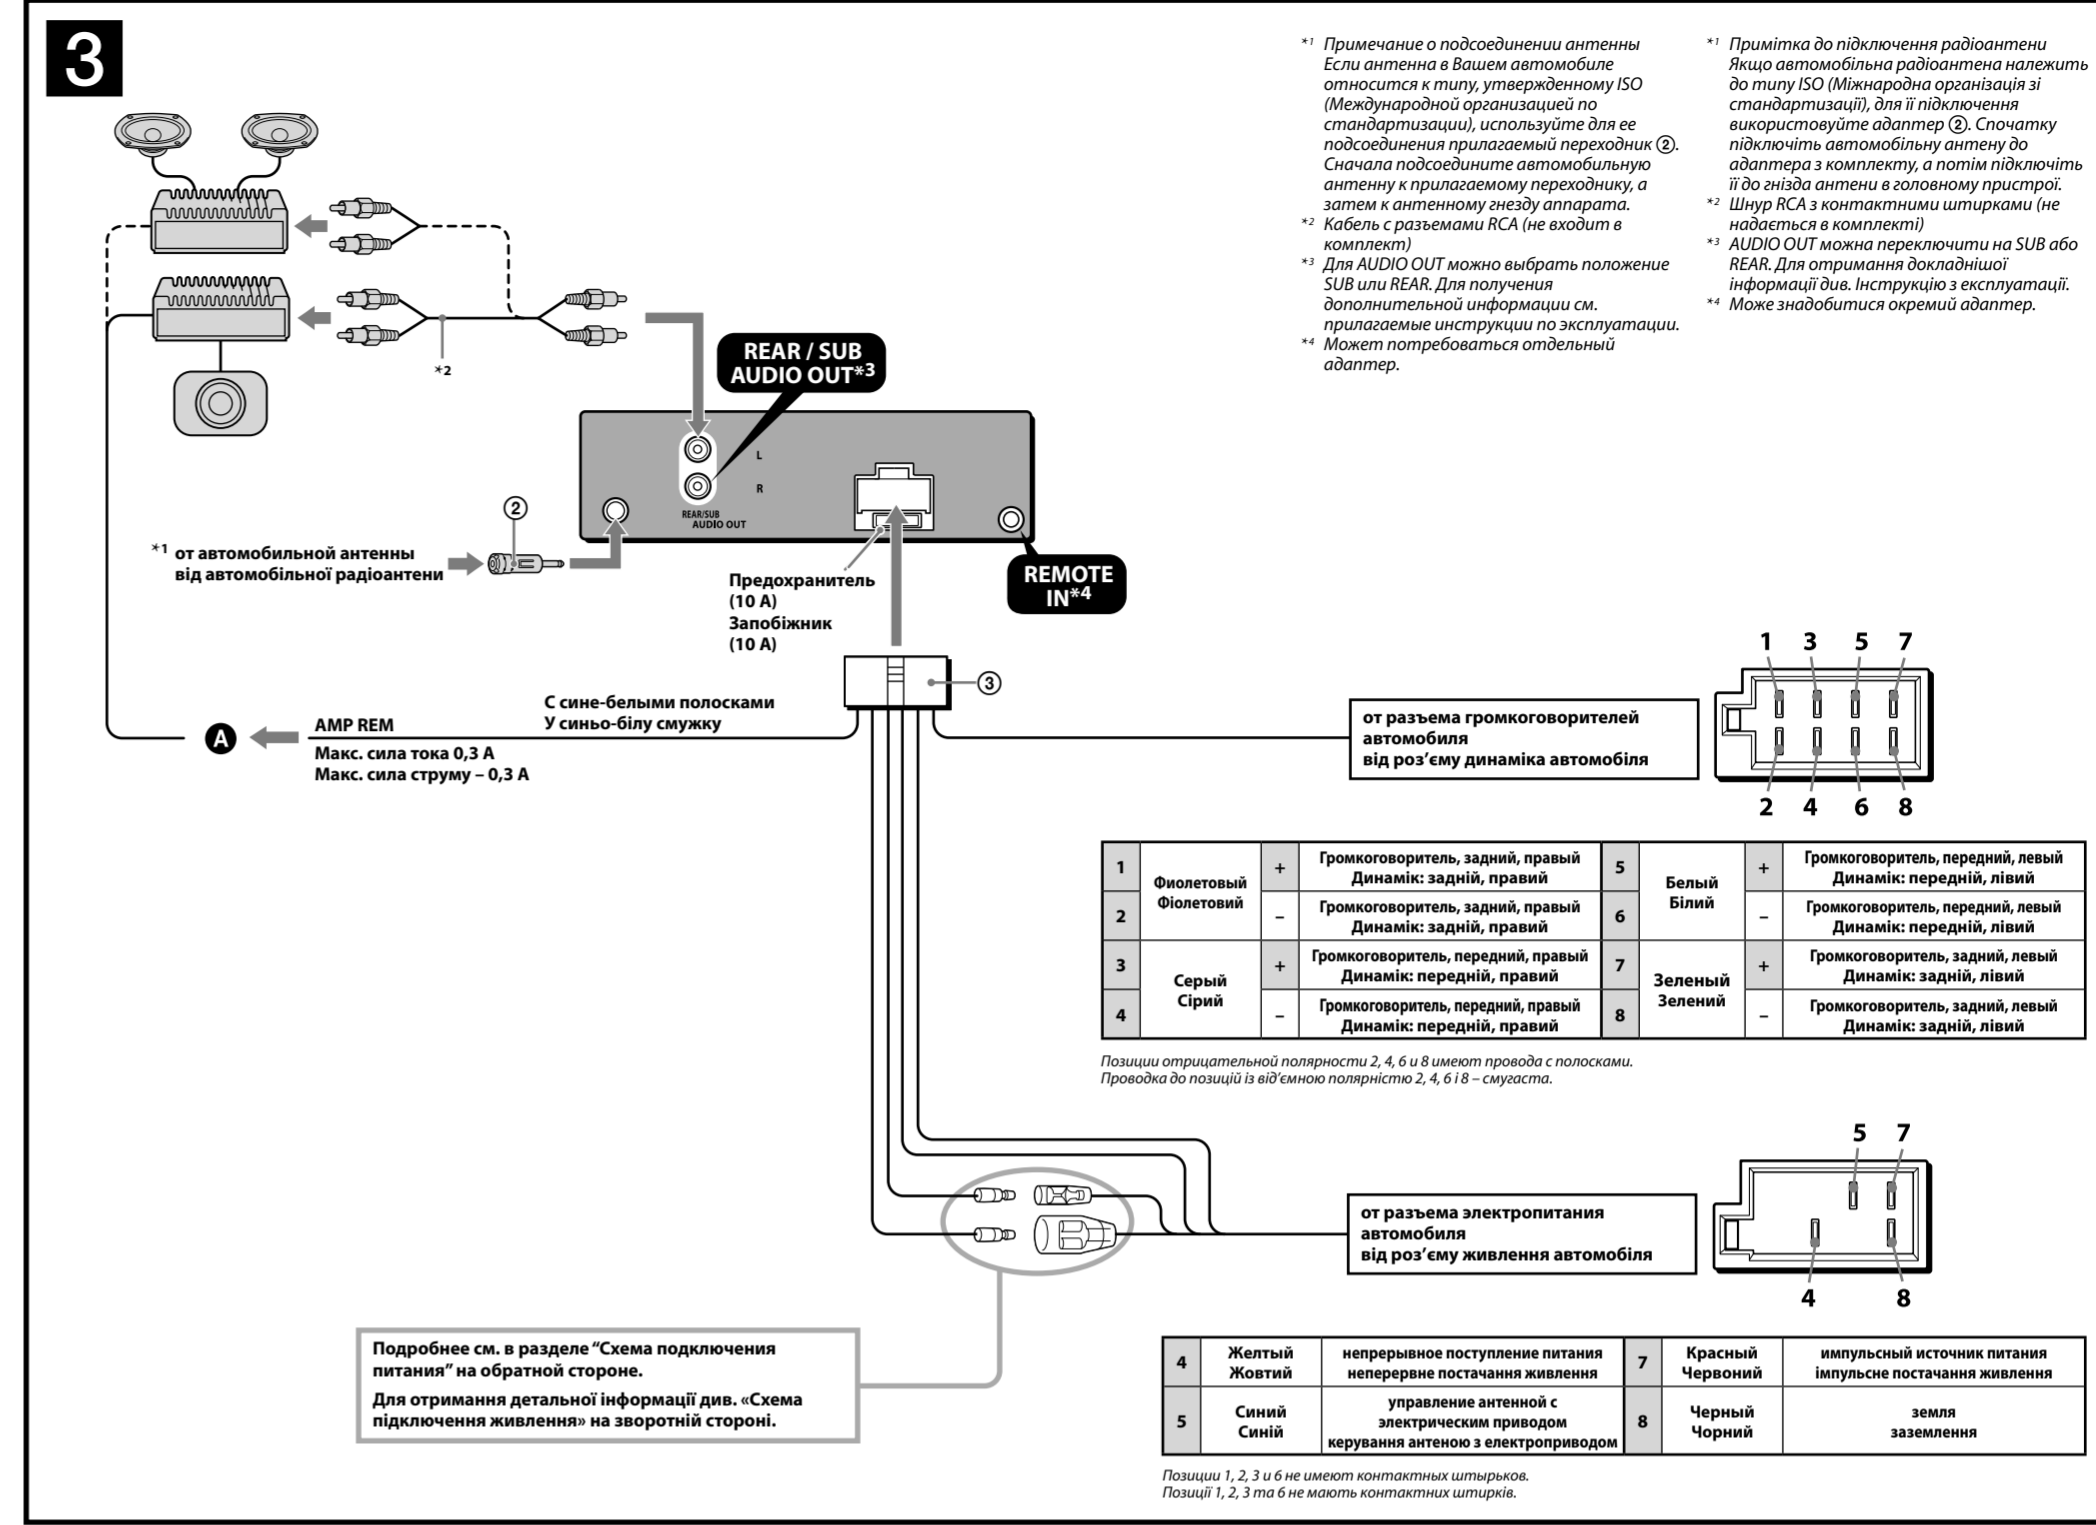 3
*1 Примечание о подсоединении антенны
Если антенна в Вашем автомобиле
относится к типу, утвержденному ISO
(Международной организацией по
стандартизации), используйте для ее
подсоединения прилагаемый переходник ②.
Сначала подсоедините автомобильную
антенну к прилагаемому переходнику, а
затем к антенному гнезду аппарата.
*2 Кабель с разъемами RCA (не входит в
комплект)
*3 Для AUDIO OUT можно выбрать положение
SUB или REAR. Для получения
дополнительной информации см.
прилагаемые инструкции по эксплуатации.
*4 Может потребоваться отдельный
адаптер.
*1 Примітка до підключення радіоантени
Якщо автомобільна радіоантена належить
до типу ISO (Міжнародна організація зі
стандартизації), для її підключення
використовуйте адаптер ②. Спочатку
підключіть автомобільну антену до
адаптера з комплекту, а потім підключіть
її до гнізда антени в головному пристрої.
*2 Шнур RCA з контактними штирками (не
надається в комплекті)
*3 AUDIO OUT можна переключити на SUB або
REAR. Для отримання докладнішої
інформації див. Інструкцію з експлуатації.
*4 Може знадобитися окремий адаптер.
*2
REAR / SUB
AUDIO OUT*3
L
R
REAR/SUB
AUDIO OUT
②
*1 от автомобильной антенны
від автомобільної радіоантени
Предохранитель
(10 A)
Запобіжник
(10 A)
REMOTE
IN*4
③
С сине-белыми полосками
У синьо-білу смужку
A
AMP REM
Макс. сила тока 0,3 A
Макс. сила струму – 0,3 A
от разъема громкоговорителей
автомобиля
від роз’єму динаміка автомобіля
1 3 5 7
2 4 6 8
1 Фиолетовый Фіолетовий + Громкоговоритель, задний, правый Динамік: задній, правий 5 Белый Білий + Громкоговоритель, передний, левый Динамік: передній, лівий
2 – Громкоговоритель, задний, правый Динамік: задній, правий 6 – Громкоговоритель, передний, левый Динамік: передній, лівий
3 Серый Сірий + Громкоговоритель, передний, правый Динамік: передній, правий 7 Зеленый Зелений + Громкоговоритель, задний, левый Динамік: задній, лівий
4 – Громкоговоритель, передний, правый Динамік: передній, правий 8 – Громкоговоритель, задний, левый Динамік: задній, лівий
Позиции отрицательной полярности 2, 4, 6 и 8 имеют провода с полосками.
Проводка до позицій із від’ємною полярністю 2, 4, 6 і 8 – смугаста.
5 7
4 8
от разъема электропитания
автомобиля
від роз’єму живлення автомобіля
Подробнее см. в разделе “Схема подключения
питания” на обратной стороне.
Для отримання детальної інформації див. «Схема
підключення живлення» на зворотній стороні.
4 Желтый Жовтий непрерывное поступление питания неперервне постачання живлення 7 Красный Червоний импульсный источник питания імпульсне постачання живлення
5 Синий Синій управление антенной с электрическим приводом керування антеною з електроприводом 8 Черный Чорний земля заземлення
Позиции 1, 2, 3 и 6 не имеют контактных штырьков.
Позиції 1, 2, 3 та 6 не мають контактних штирків.